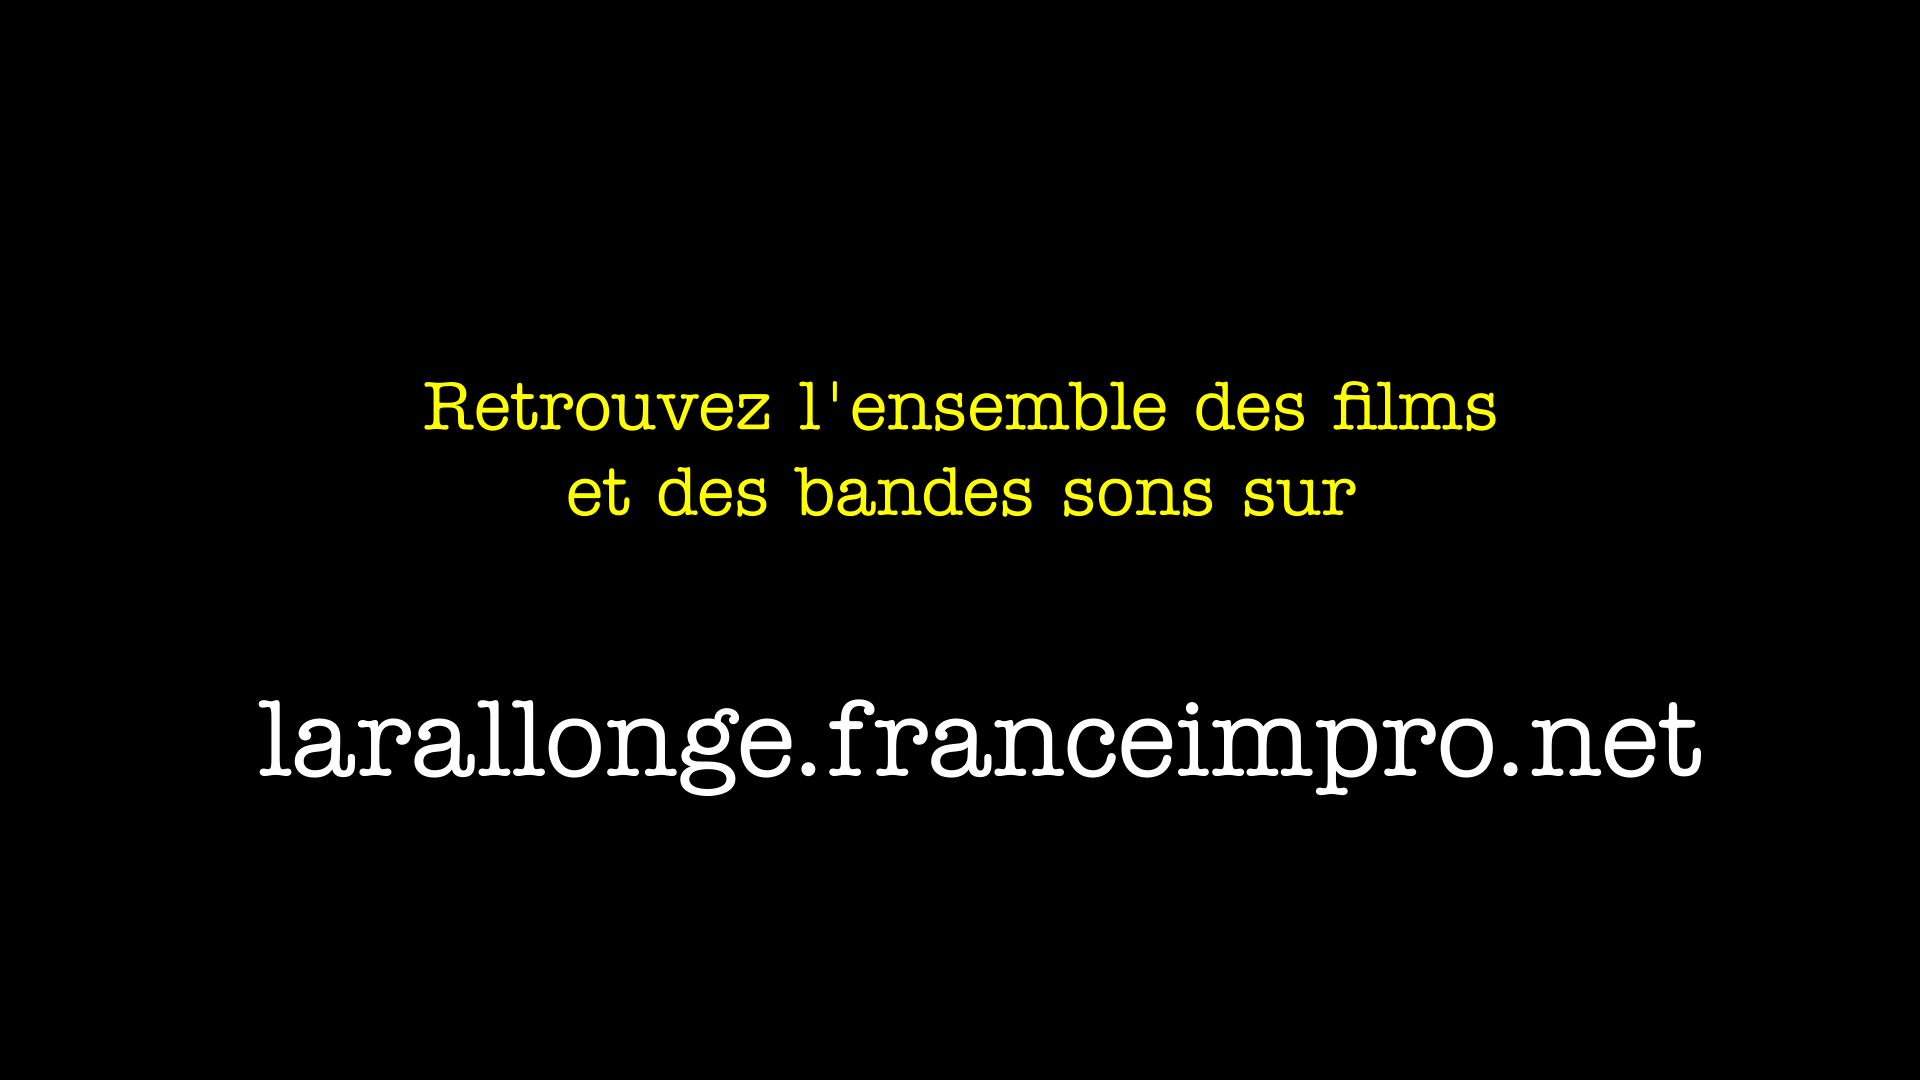 Retrouvez l'ensemble des films
et des bandes sons sur
larallonge.franceimpro.net